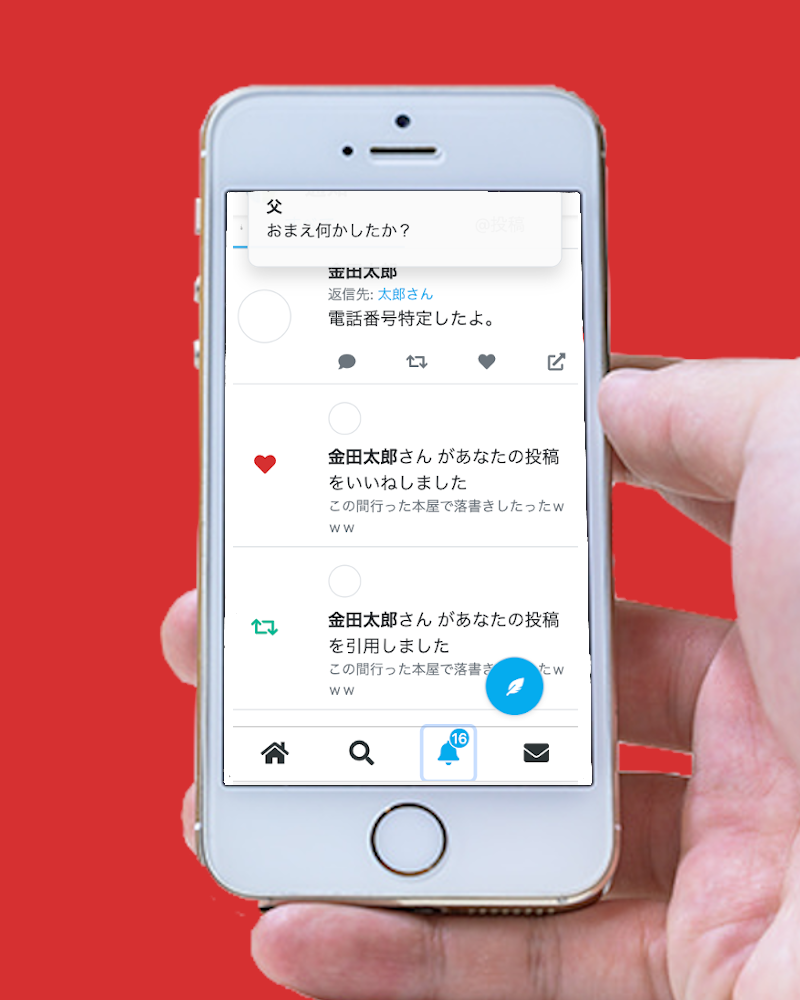 父
おまえ何かしたか？
@投稿
金田太郎
返信先: 太郎さん
電話番号特定したよ。
金田太郎さん があなたの投稿
をいいねしました
この間行った本屋で落書きしたったｗ
ｗｗ
金田太郎さん があなたの投稿
を引用しました
この間行った本屋で落書き たｗ
ｗｗ
16